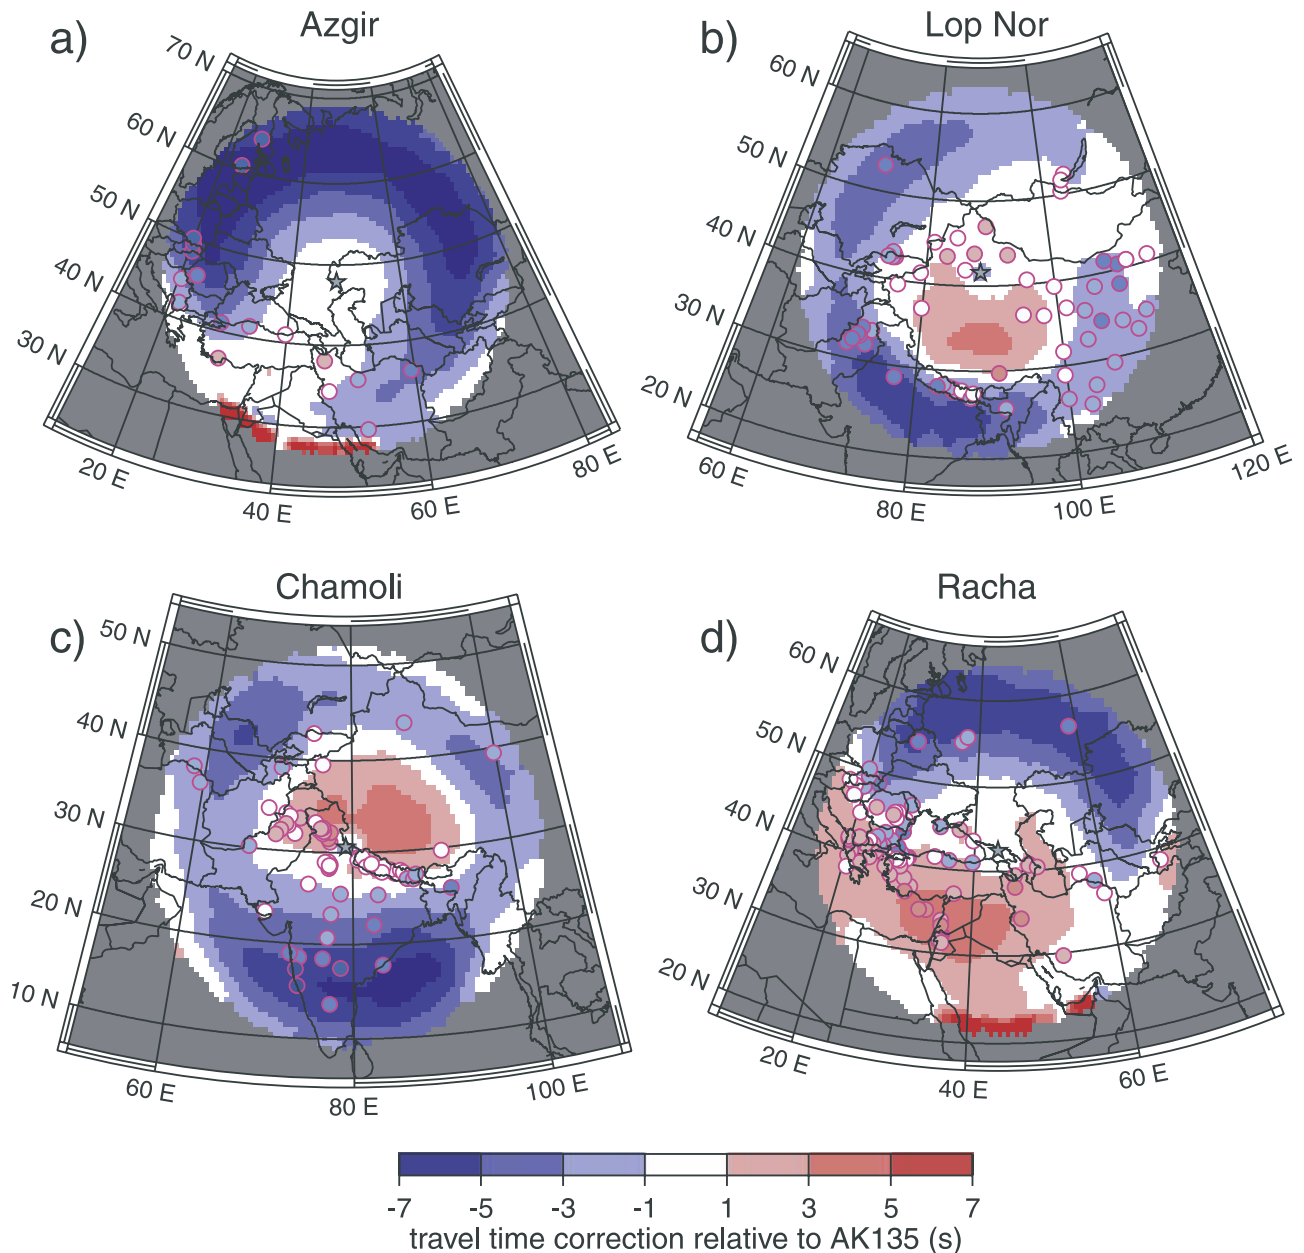 a)
Azgir
70 N
60 N
50 N
40 N
30 N
20 E
40 E
60 E
80 E
b)
Lop Nor
60 N
50 N
40 N
30 N
20 N
60 E
80 E
100 E
120 E
c)
Chamoli
50 N
40 N
30 N
20 N
10 N
60 E
80 E
100 E
d)
Racha
60 N
50 N
40 N
30 N
20 N
20 E
40 E
60 E
-7 -5 -3 -1 1 3 5 7
travel time correction relative to AK135 (s)